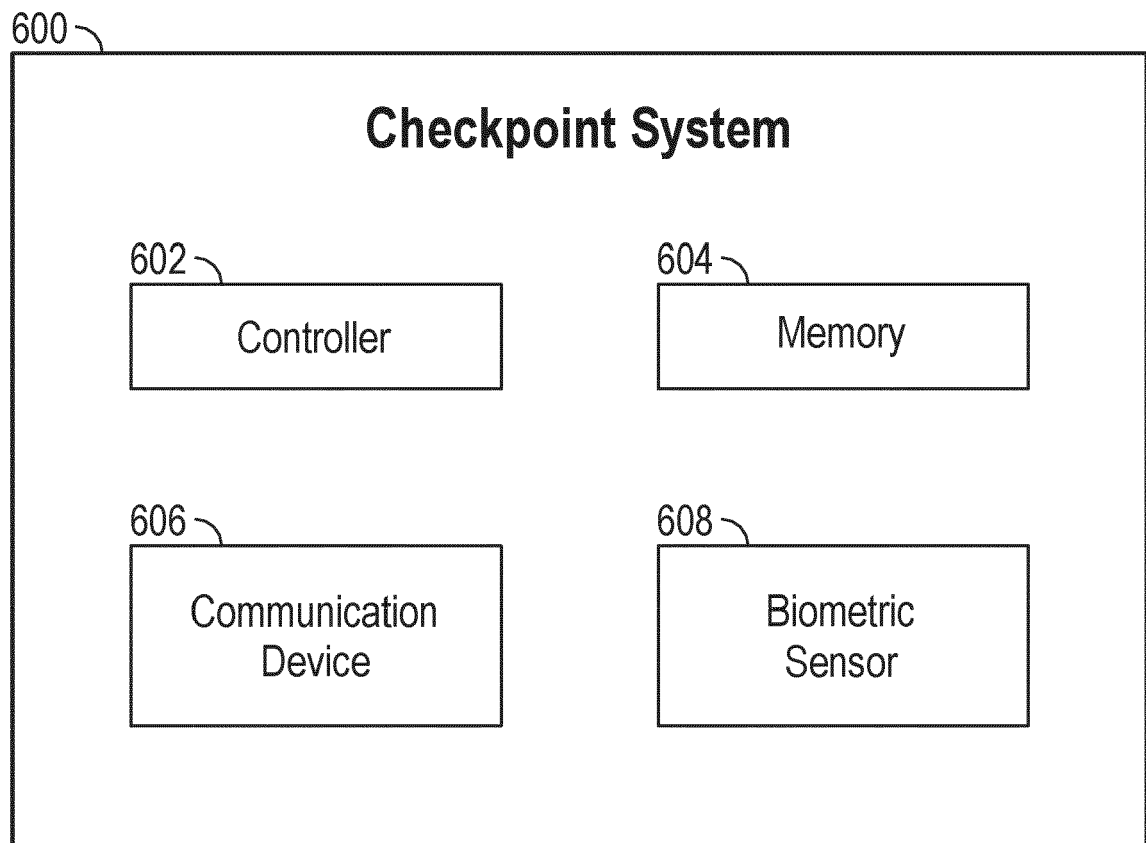 600
Checkpoint System
602
Controller
604
Memory
606
Communication
Device
608
Biometric
Sensor